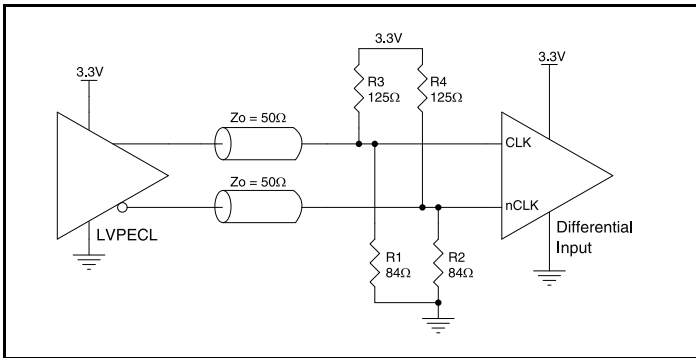 3.3V
3.3V
3.3V
R3
125Ω
R4
125Ω
Zo = 50Ω
CLK
Zo = 50Ω
nCLK
LVPECL
Differential
Input
R1
84Ω
R2
84Ω